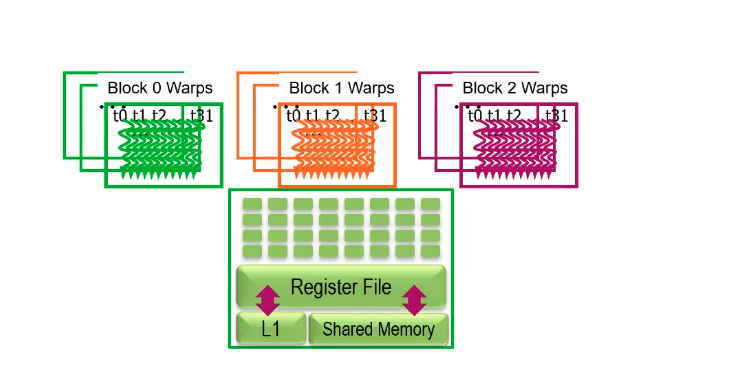 Block 0 Warps
Block 1 Warps
Block 2 Warps
...
...
...
t0 t1 t2 ... t31
t0 t1 t2 ... t31
t0 t1 t2 ... t31
Register File
L1
Shared Memory